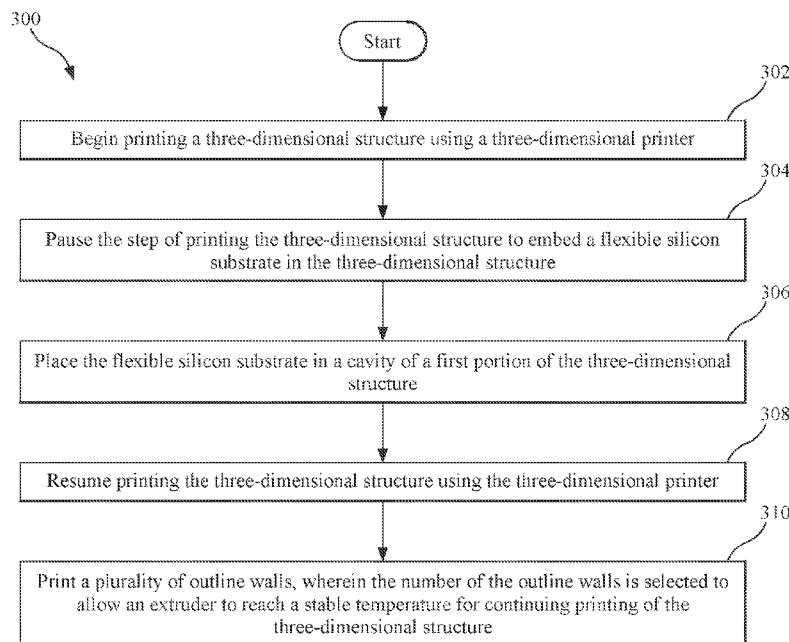 300
Start
302
Begin printing a three-dimensional structure using a three-dimensional printer
304
Pause the step of printing the three-dimensional structure to embed a flexible silicon
substrate in the three-dimensional structure
306
Place the flexible silicon substrate in a cavity of a first portion of the three-dimensional
structure
308
Resume printing the three-dimensional structure using the three-dimensional printer
310
Print a plurality of outline walls, wherein the number of the outline walls is selected to
allow an extruder to reach a stable temperature for continuing printing of the
three-dimensional structure